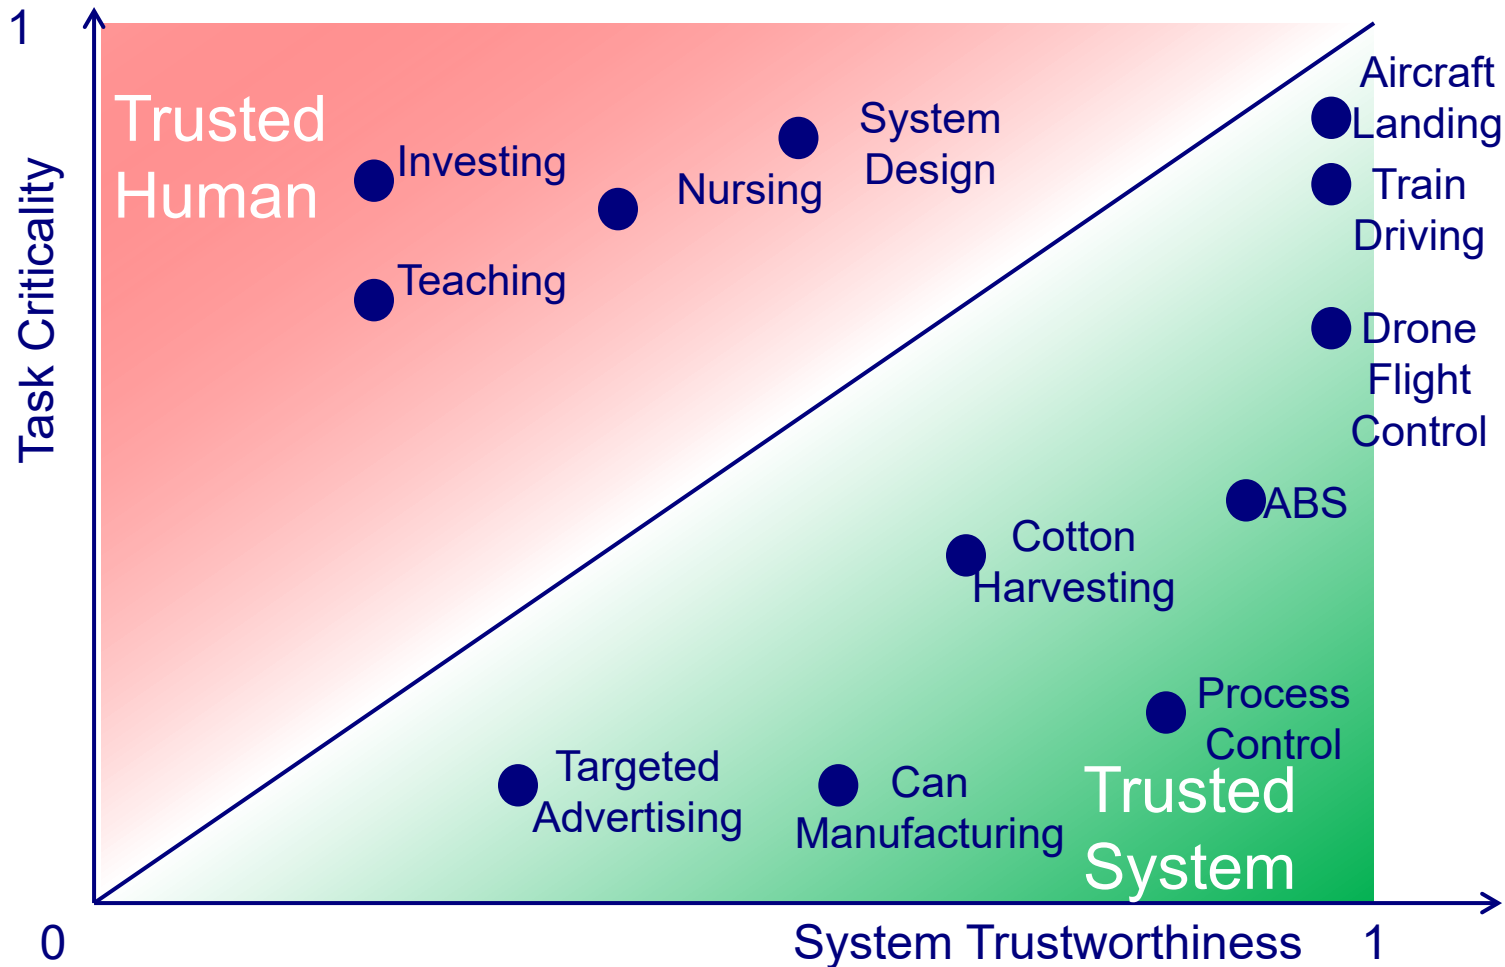 1
Trusted
Human
Task Criticality
Investing
Teaching
Nursing
System
Design
Aircraft
Landing
Train
Driving
Drone
Flight
Control
ABS
Cotton
Harvesting
Process
Control
Targeted
Advertising
Can
Manufacturing
Trusted
System
0
System Trustworthiness
1